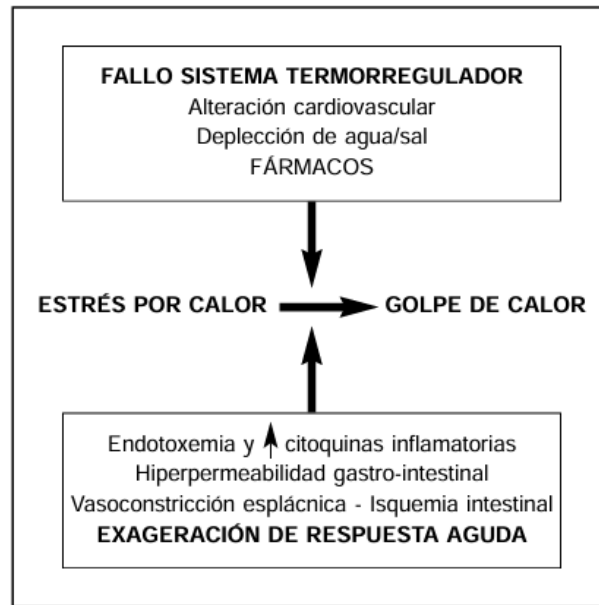 FALLO SISTEMA TERMORREGULADOR
Alteración cardiovascular
Deplección de agua/sal
FÁRMACOS
ESTRÉS POR CALOR GOLPE DE CALOR
Endotoxemia y citoquinas inflamatorias
Hiperpermeabilidad gastro-intestinal
Vasoconstricción esplácnica - Isquemia intestinal
EXAGERACIÓN DE RESPUESTA AGUDA